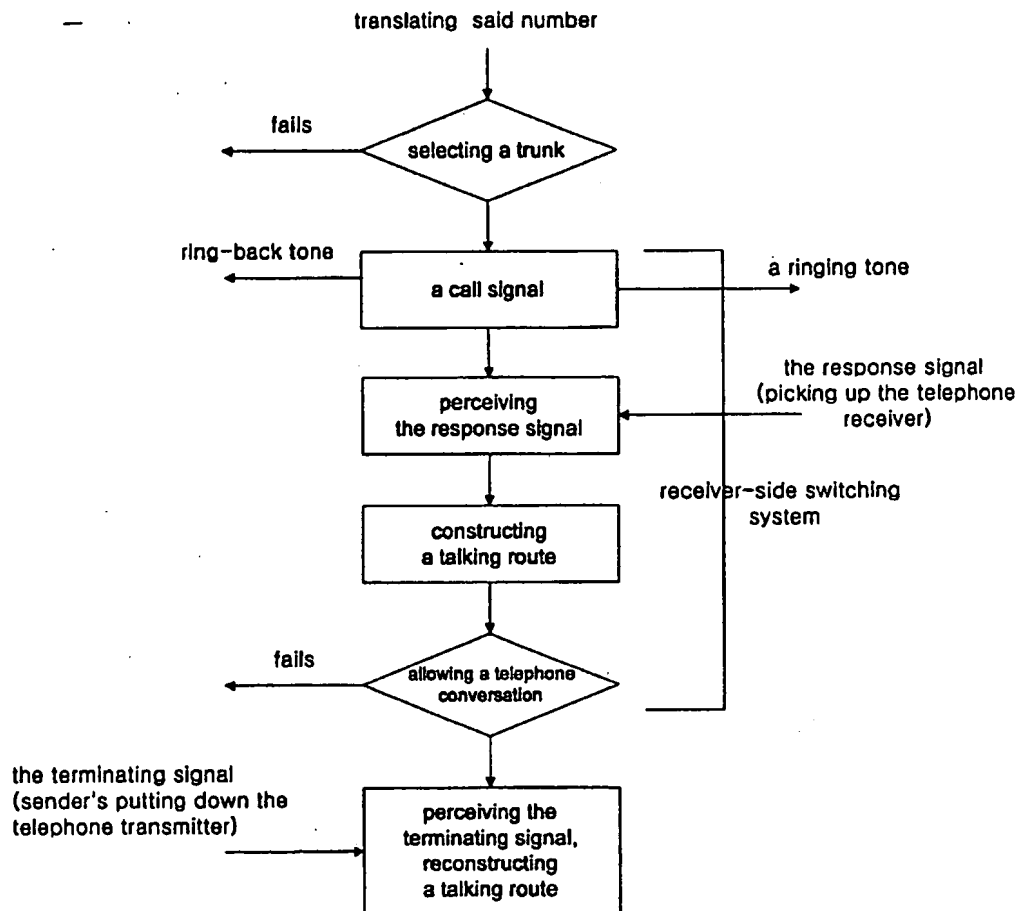 translating said number
fails
selecting a trunk
ring-back tone
a ringing tone
a call signal
the response signal
(picking up the telephone
receiver)
perceiving
the response signal
receiver-side switching
system
constructing
a talking route
fails
allowing a telephone
conversation
the terminating signal
(sender's putting down the
telephone transmitter)
perceiving the
terminating signal,
reconstructing
a talking route